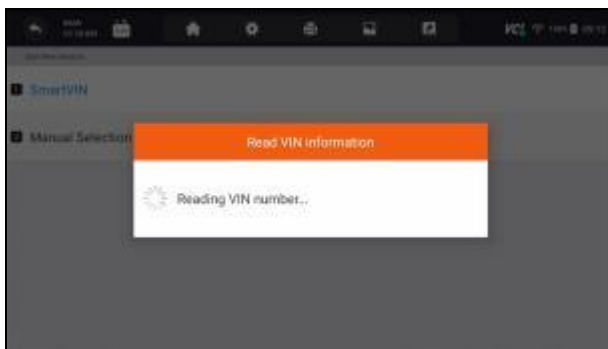 VCI
SmartVIN
Manual Selection
Read VIN information
Reading VIN number...